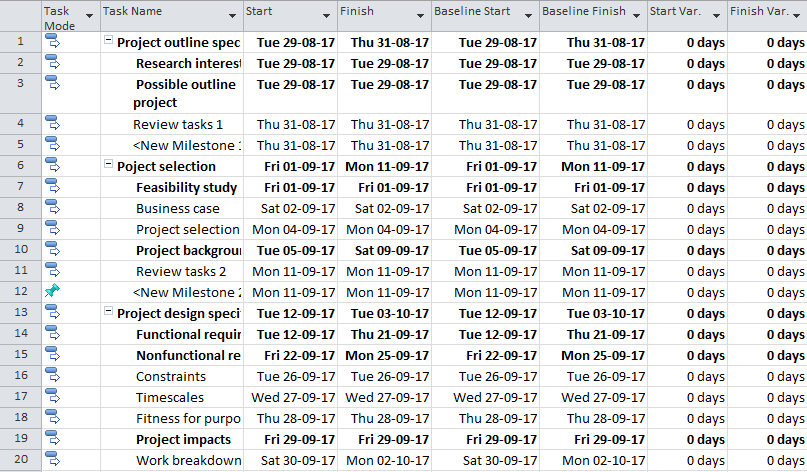 Task Mode Task Name Start Finish Baseline Start Baseline Finish Start Var. Finish Var.
1 Project outline spec Tue 29-08-17 Thu 31-08-17 Tue 29-08-17 Thu 31-08-17 0 days 0 days
2 Research interest Tue 29-08-17 Tue 29-08-17 Tue 29-08-17 Tue 29-08-17 0 days 0 days
3 Possible outline project Tue 29-08-17 Tue 29-08-17 Tue 29-08-17 Tue 29-08-17 0 days 0 days
4 Review tasks 1 Thu 31-08-17 Thu 31-08-17 Thu 31-08-17 Thu 31-08-17 0 days 0 days
5 <New Milestone 1 Thu 31-08-17 Thu 31-08-17 Thu 31-08-17 Thu 31-08-17 0 days 0 days
6 Poject selection Fri 01-09-17 Mon 11-09-17 Fri 01-09-17 Mon 11-09-17 0 days 0 days
7 Feasibility study Fri 01-09-17 Fri 01-09-17 Fri 01-09-17 Fri 01-09-17 0 days 0 days
8 Business case Sat 02-09-17 Sat 02-09-17 Sat 02-09-17 Sat 02-09-17 0 days 0 days
9 Project selection Mon 04-09-17 Mon 04-09-17 Mon 04-09-17 Mon 04-09-17 0 days 0 days
10 Project backgrou Tue 05-09-17 Sat 09-09-17 Tue 05-09-17 Sat 09-09-17 0 days 0 days
11 Review tasks 2 Mon 11-09-17 Mon 11-09-17 Mon 11-09-17 Mon 11-09-17 0 days 0 days
12 <New Milestone 2 Mon 11-09-17 Mon 11-09-17 Mon 11-09-17 Mon 11-09-17 0 days 0 days
13 Project design speci Tue 12-09-17 Tue 03-10-17 Tue 12-09-17 Tue 03-10-17 0 days 0 days
14 Functional requir Tue 12-09-17 Thu 21-09-17 Tue 12-09-17 Thu 21-09-17 0 days 0 days
15 Nonfunctional re Fri 22-09-17 Mon 25-09-17 Fri 22-09-17 Mon 25-09-17 0 days 0 days
16 Constraints Tue 26-09-17 Tue 26-09-17 Tue 26-09-17 Tue 26-09-17 0 days 0 days
17 Timescales Wed 27-09-17 Wed 27-09-17 Wed 27-09-17 Wed 27-09-17 0 days 0 days
18 Fitness for purpo Thu 28-09-17 Thu 28-09-17 Thu 28-09-17 Thu 28-09-17 0 days 0 days
19 Project impacts Fri 29-09-17 Fri 29-09-17 Fri 29-09-17 Fri 29-09-17 0 days 0 days
20 Work breakdown Sat 30-09-17 Mon 02-10-17 Sat 30-09-17 Mon 02-10-17 0 days 0 days